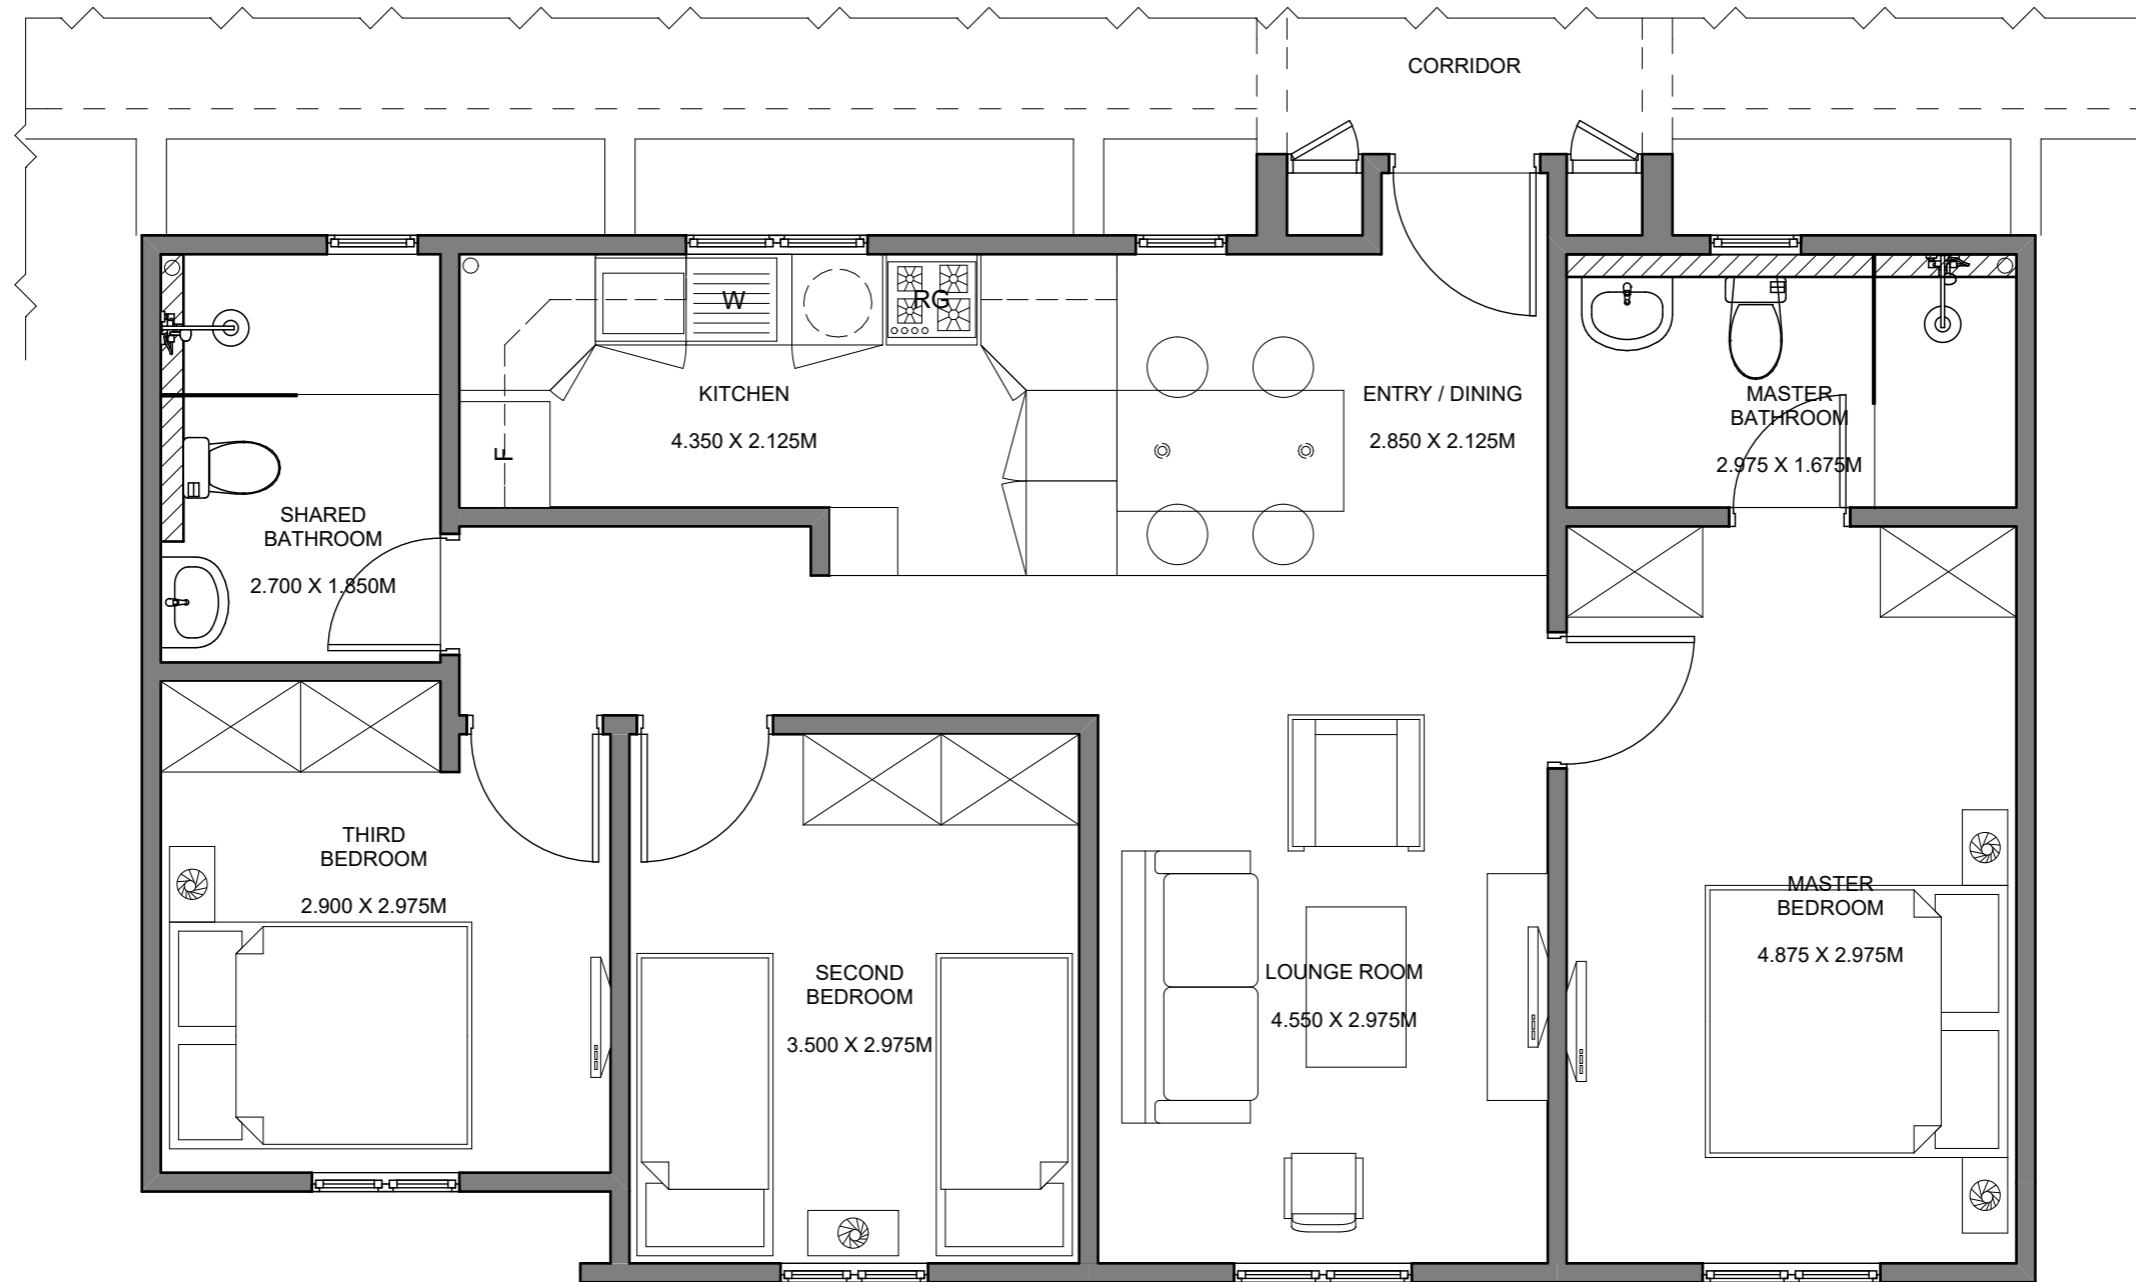 CORRIDOR
W
RG
KITCHEN
4.350 X 2.125M
F
ENTRY / DINING
2.850 X 2.125M
MASTER
BATHROOM
2.975 X 1.675M
SHARED
BATHROOM
2.700 X 1.850M
THIRD
BEDROOM
2.900 X 2.975M
SECOND
BEDROOM
3.500 X 2.975M
LOUNGE ROOM
4.550 X 2.975M
MASTER
BEDROOM
4.875 X 2.975M